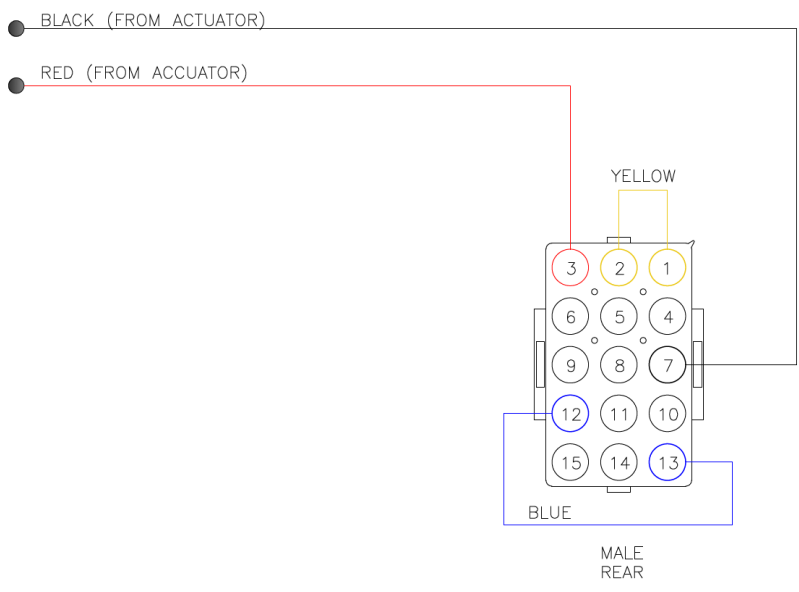 BLACK (FROM ACTUATOR)
RED (FROM ACCUATOR)
YELLOW
3 2 1
6 5 4
9 8 7
12 11 10
15 14 13
BLUE
MALE
REAR